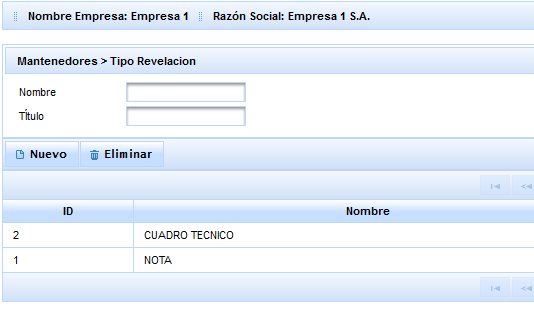 Nombre Empresa: Empresa 1 Razón Social: Empresa 1 S.A.
Mantenedores > Tipo Revelacion
Nombre
Título
Nuevo Eliminar
ID Nombre
2 CUADRO TECNICO
1 NOTA